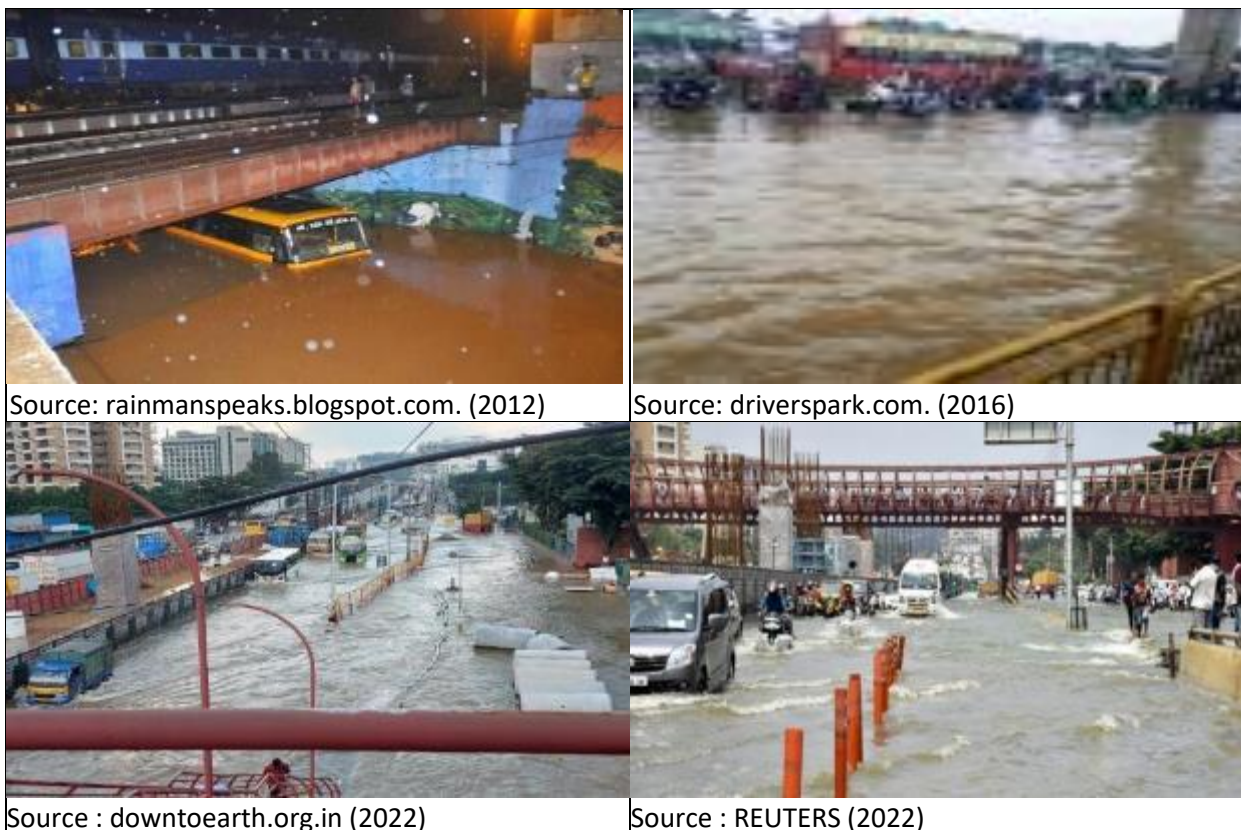 Source: rainmanspeaks.blogspot.com. (2012)
Source: driverspark.com. (2016)
Source : downtoearth.org.in (2022)
Source : REUTERS (2022)